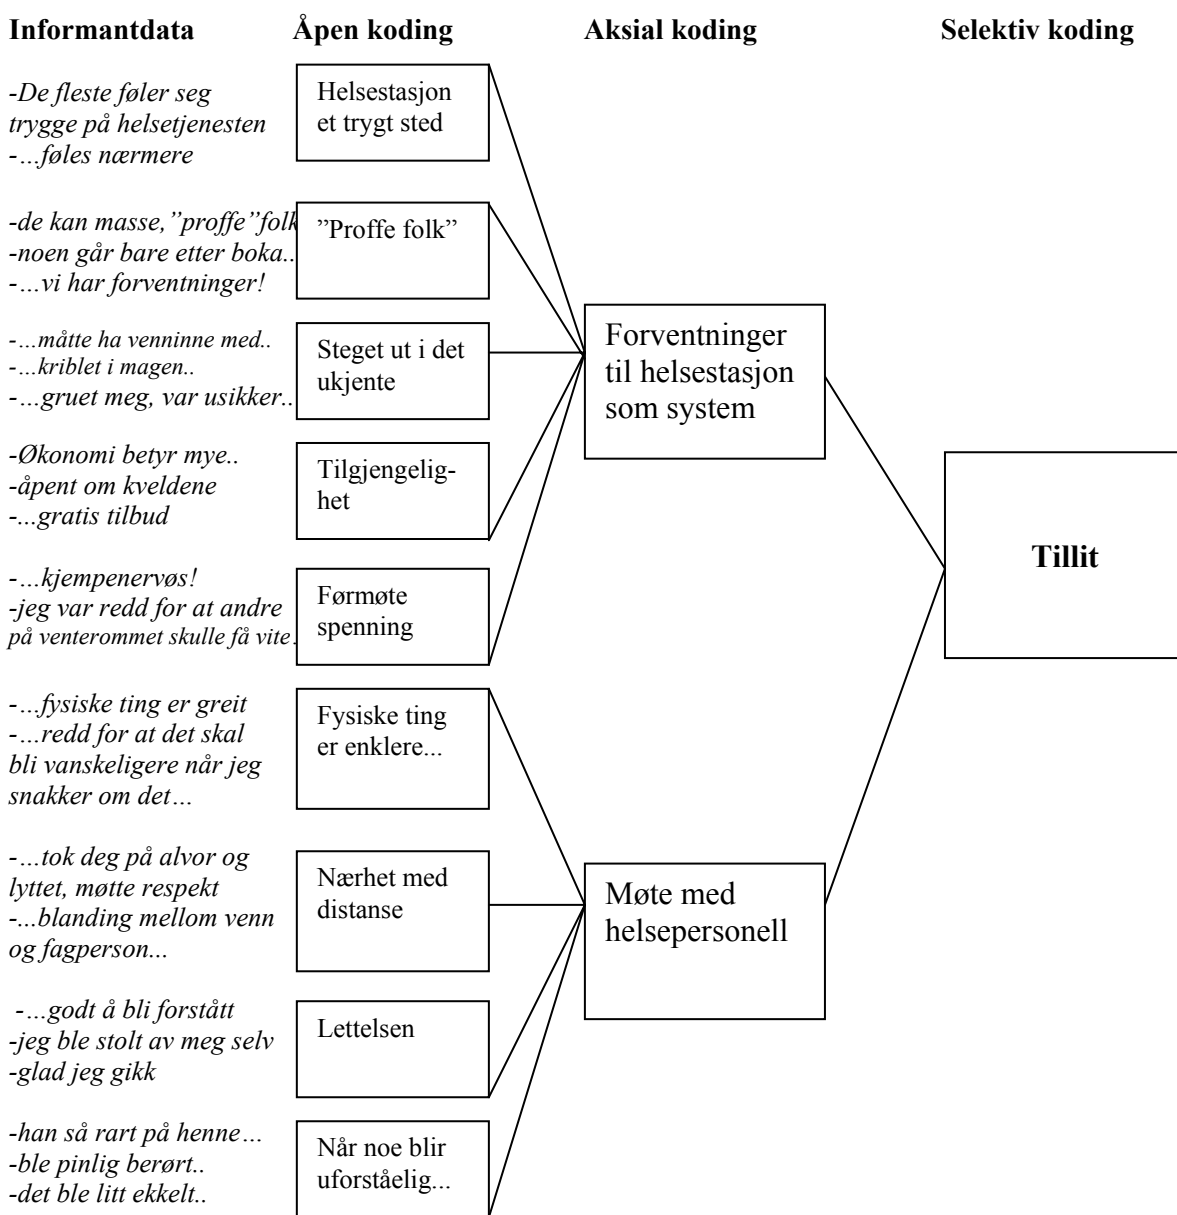 Informantdata Åpen koding Aksial koding Selektiv koding
-De fleste føler seg
trygge på helsetjenesten
-…føles nærmere
Helsestasjon
et trygt sted
-de kan masse,”proffe”folk
-noen går bare etter boka..
-…vi har forventninger!
”Proffe folk”
-…måtte ha venninne med..
-…kriblet i magen..
-…gruet meg, var usikker..
Steget ut i det
ukjente
-Økonomi betyr mye..
-åpent om kveldene
-...gratis tilbud
Tilgjengelig-
het
-…kjempenervøs!
-jeg var redd for at andre
på venterommet skulle få vite.
Førmøte
spenning
Forventninger
til helsestasjon
som system
-…fysiske ting er greit
-…redd for at det skal
bli vanskeligere når jeg
snakker om det…
Fysiske ting
er enklere...
-…tok deg på alvor og
lyttet, møtte respekt
-...blanding mellom venn
og fagperson...
Nærhet med
distanse
-…godt å bli forstått
-jeg ble stolt av meg selv
-glad jeg gikk
Lettelsen
-han så rart på henne…
-ble pinlig berørt..
-det ble litt ekkelt..
Når noe blir
uforståelig...
Møte med
helsepersonell
Tillit